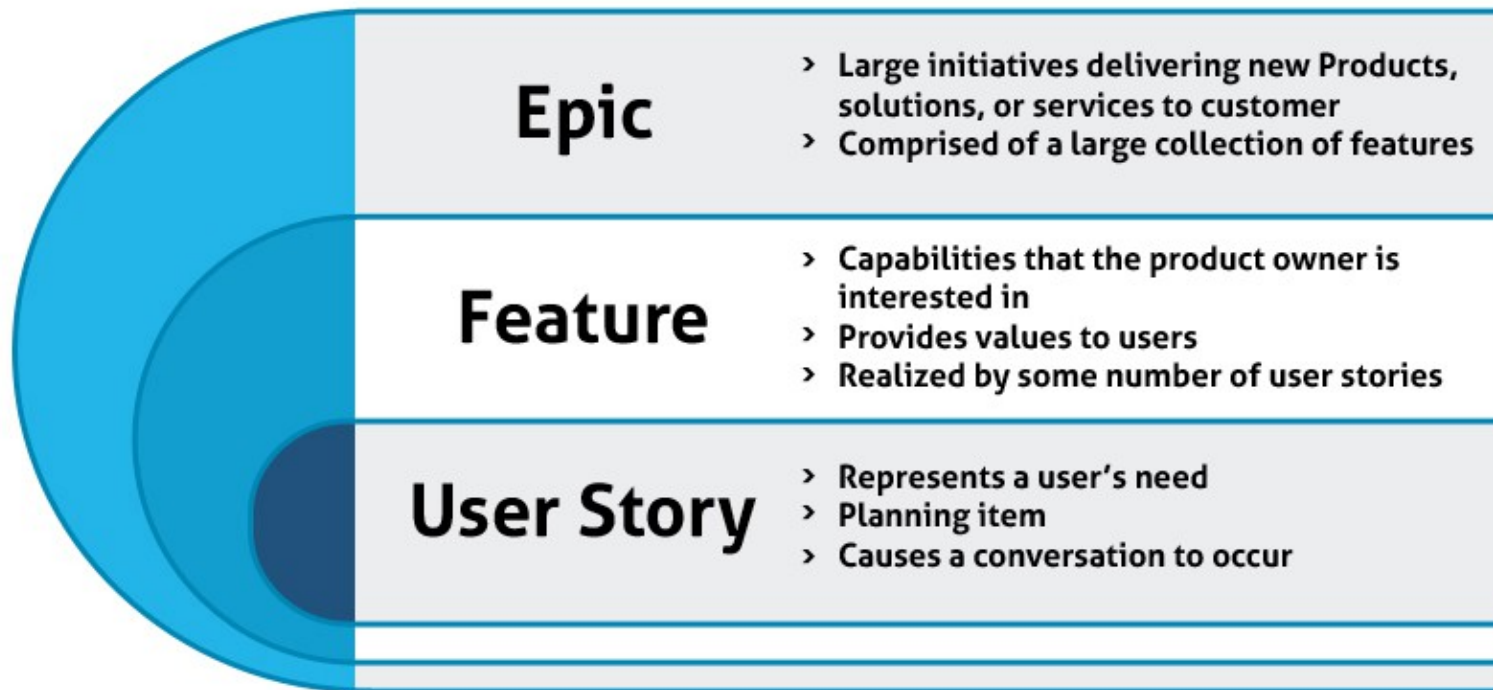 Epic
› Large initiatives delivering new Products,
solutions, or services to customer
› Comprised of a large collection of features
Feature
› Capabilities that the product owner is
interested in
› Provides values to users
› Realized by some number of user stories
User Story
› Represents a user’s need
› Planning item
› Causes a conversation to occur